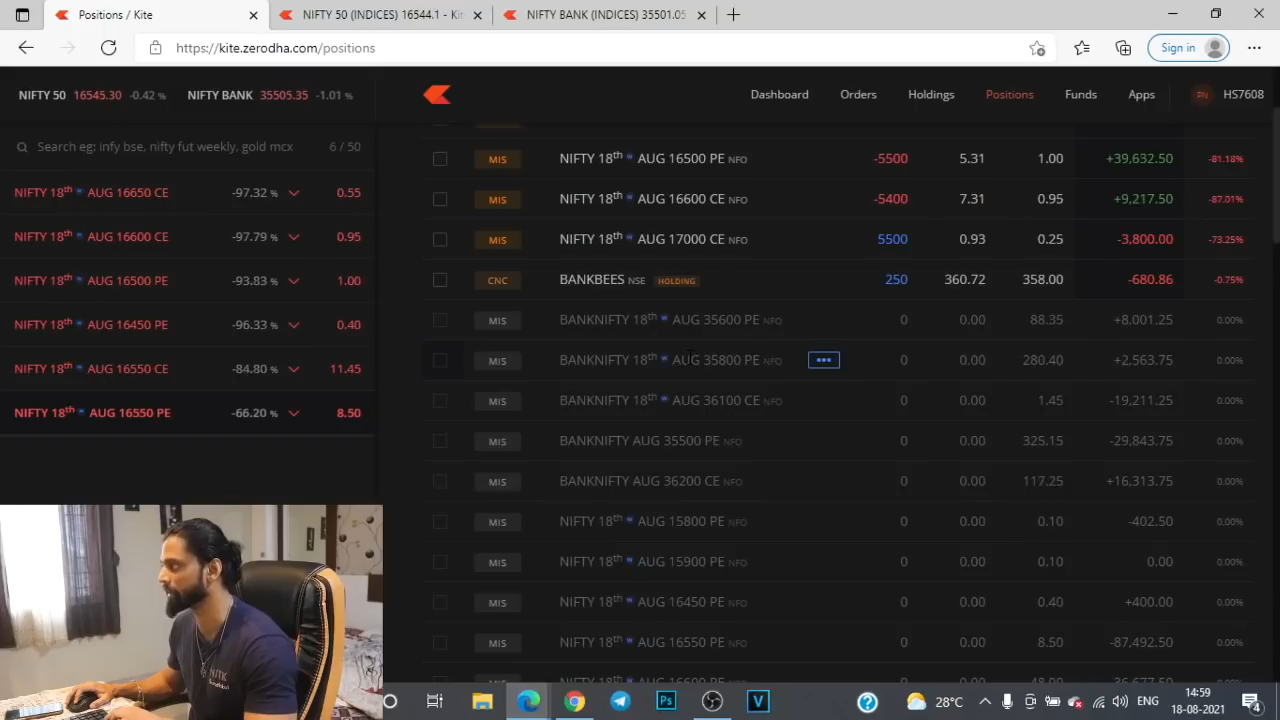 Positions / Kite
NIFTY 50 (INDICES) 16544.1 - Kit
NIFTY BANK (INDICES) 35501.05
https://kite.zerodha.com/positions
Sign in
NIFTY 50 16545.30 -0.42 %
NIFTY BANK 35505.35 -1.01 %
Dashboard Orders Holdings Positions Funds Apps PN HS7608
Search eg: infy bse, nifty fut weekly, gold mcx 6 / 50
NIFTY 18th W AUG 16650 CE -97.32 % 0.55
NIFTY 18th W AUG 16600 CE -97.79 % 0.95
NIFTY 18th W AUG 16500 PE -93.83 % 1.00
NIFTY 18th W AUG 16450 PE -96.33 % 0.40
NIFTY 18th W AUG 16550 CE -84.80 % 11.45
NIFTY 18th W AUG 16550 PE -66.20 % 8.50
MIS NIFTY 18th W AUG 16500 PE NFO -5500 5.31 1.00 +39,632.50 -81.18%
MIS NIFTY 18th W AUG 16600 CE NFO -5400 7.31 0.95 +9,217.50 -87.01%
MIS NIFTY 18th W AUG 17000 CE NFO 5500 0.93 0.25 -3,800.00 -73.25%
CNC BANKBEES NSE HOLDING 250 360.72 358.00 -680.86 -0.75%
MIS BANKNIFTY 18th W AUG 35600 PE NFO 0 0.00 88.35 +8,001.25 0.00%
MIS BANKNIFTY 18th W AUG 35800 PE NFO 0 0.00 280.40 +2,563.75 0.00%
MIS BANKNIFTY 18th W AUG 36100 CE NFO 0 0.00 1.45 -19,211.25 0.00%
MIS BANKNIFTY AUG 35500 PE NFO 0 0.00 325.15 -29,843.75 0.00%
MIS BANKNIFTY AUG 36200 CE NFO 0 0.00 117.25 +16,313.75 0.00%
MIS NIFTY 18th W AUG 15800 PE NFO 0 0.00 0.10 -402.50 0.00%
MIS NIFTY 18th W AUG 15900 PE NFO 0 0.00 0.10 0.00 0.00%
MIS NIFTY 18th W AUG 16450 PE NFO 0 0.00 0.40 +400.00 0.00%
MIS NIFTY 18th W AUG 16550 PE NFO 0 0.00 8.50 -87,492.50 0.00%
NITK
Ps
V
28°C
ENG
14:59
18-08-2021
4